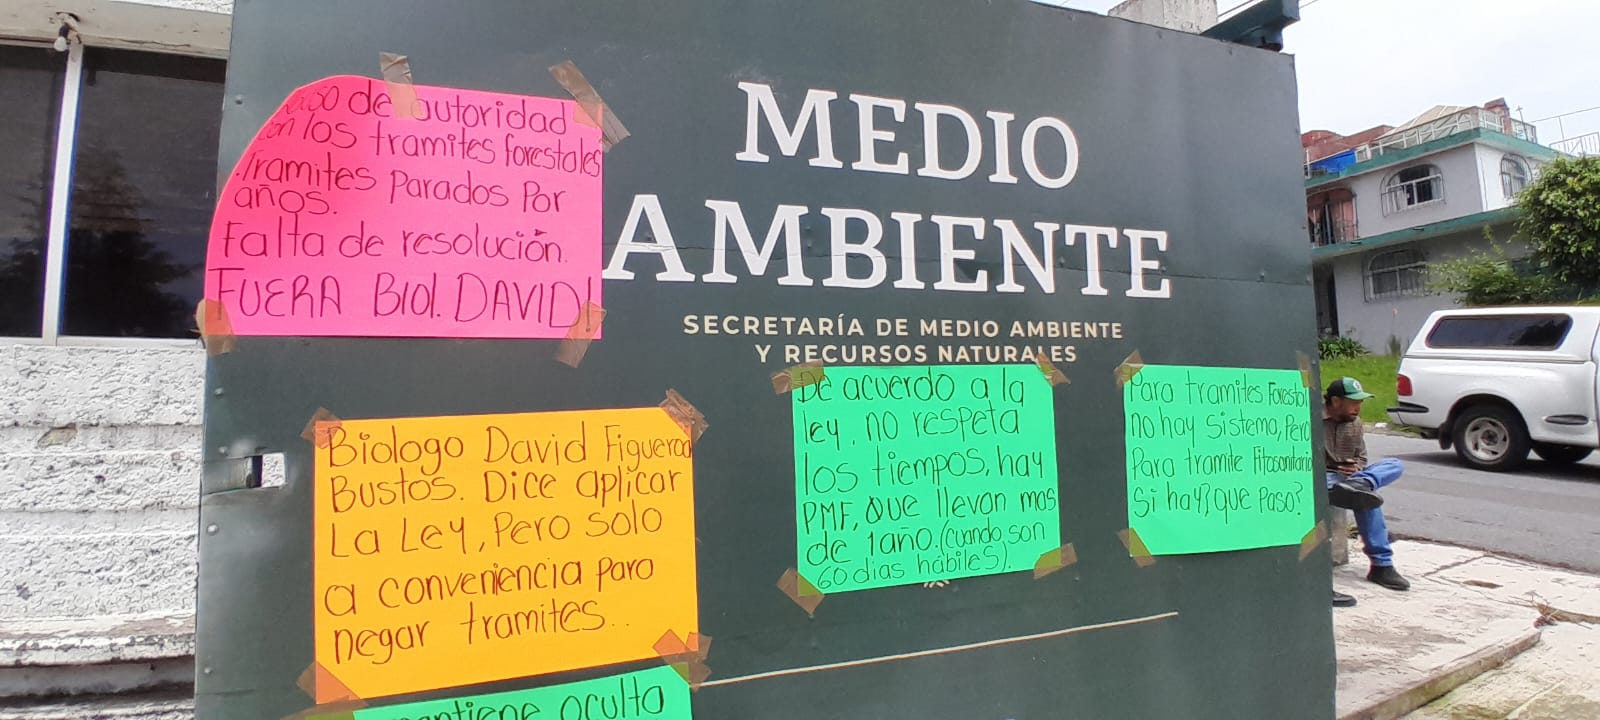 MEDIO
AMBIENTE
SECRETARÍA DE MEDIO AMBIENTE
Y RECURSOS NATURALES
de autoridad
con los tramites forestales
.Tramites Parados Por
años.
Falta de resolución.
FUERA Biol. DAVID!
Biologo David Figueroa
Bustos. Dice aplicar
La Ley, Pero solo
a conveniencia para
negar tramites..
De acuerdo a la
ley, no respeta
los tiempos, hay
PMF, que llevan mas
de 1año. (cuando son
60 dias hábiles).
Para tramites Forestal
no hay sistema, Pero
Para tramite Fitosanitario
Si hay, que Paso?
mantiene oculta